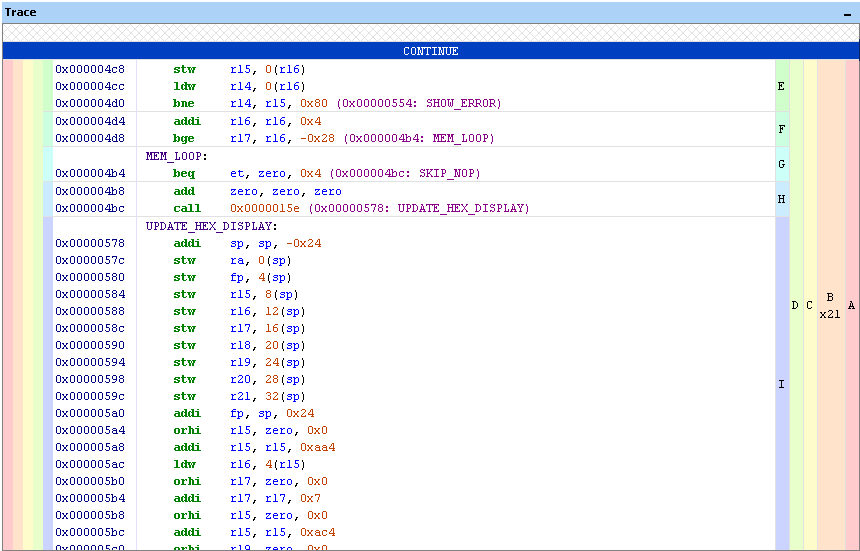 Trace
CONTINUE
0x000004c8 stw r15, 0(r16)
0x000004cc ldw r14, 0(r16)
0x000004d0 bne r14, r15, 0x80 (0x00000554: SHOW_ERROR)
E
0x000004d4 addi r16, r16, 0x4
0x000004d8 bge r17, r16, -0x28 (0x000004b4: MEM_LOOP)
F
MEM_LOOP:
0x000004b4 beq et, zero, 0x4 (0x000004bc: SKIP_NOP)
G
0x000004b8 add zero, zero, zero
0x000004bc call 0x0000015e (0x00000578: UPDATE_HEX_DISPLAY)
H
UPDATE_HEX_DISPLAY:
0x00000578 addi sp, sp, -0x24
0x0000057c stw ra, 0(sp)
0x00000580 stw fp, 4(sp)
0x00000584 stw r15, 8(sp)
0x00000588 stw r16, 12(sp)
0x0000058c stw r17, 16(sp)
0x00000590 stw r18, 20(sp)
0x00000594 stw r19, 24(sp)
0x00000598 stw r20, 28(sp)
0x0000059c stw r21, 32(sp)
0x000005a0 addi fp, sp, 0x24
0x000005a4 orhi r15, zero, 0x0
0x000005a8 addi r15, r15, 0xaa4
0x000005ac ldw r16, 4(r15)
0x000005b0 orhi r17, zero, 0x0
0x000005b4 addi r17, r17, 0x7
0x000005b8 orhi r15, zero, 0x0
0x000005bc addi r15, r15, 0xac4
0x000005c0 orhi r19, zero, 0x0
I
D C B A
x21